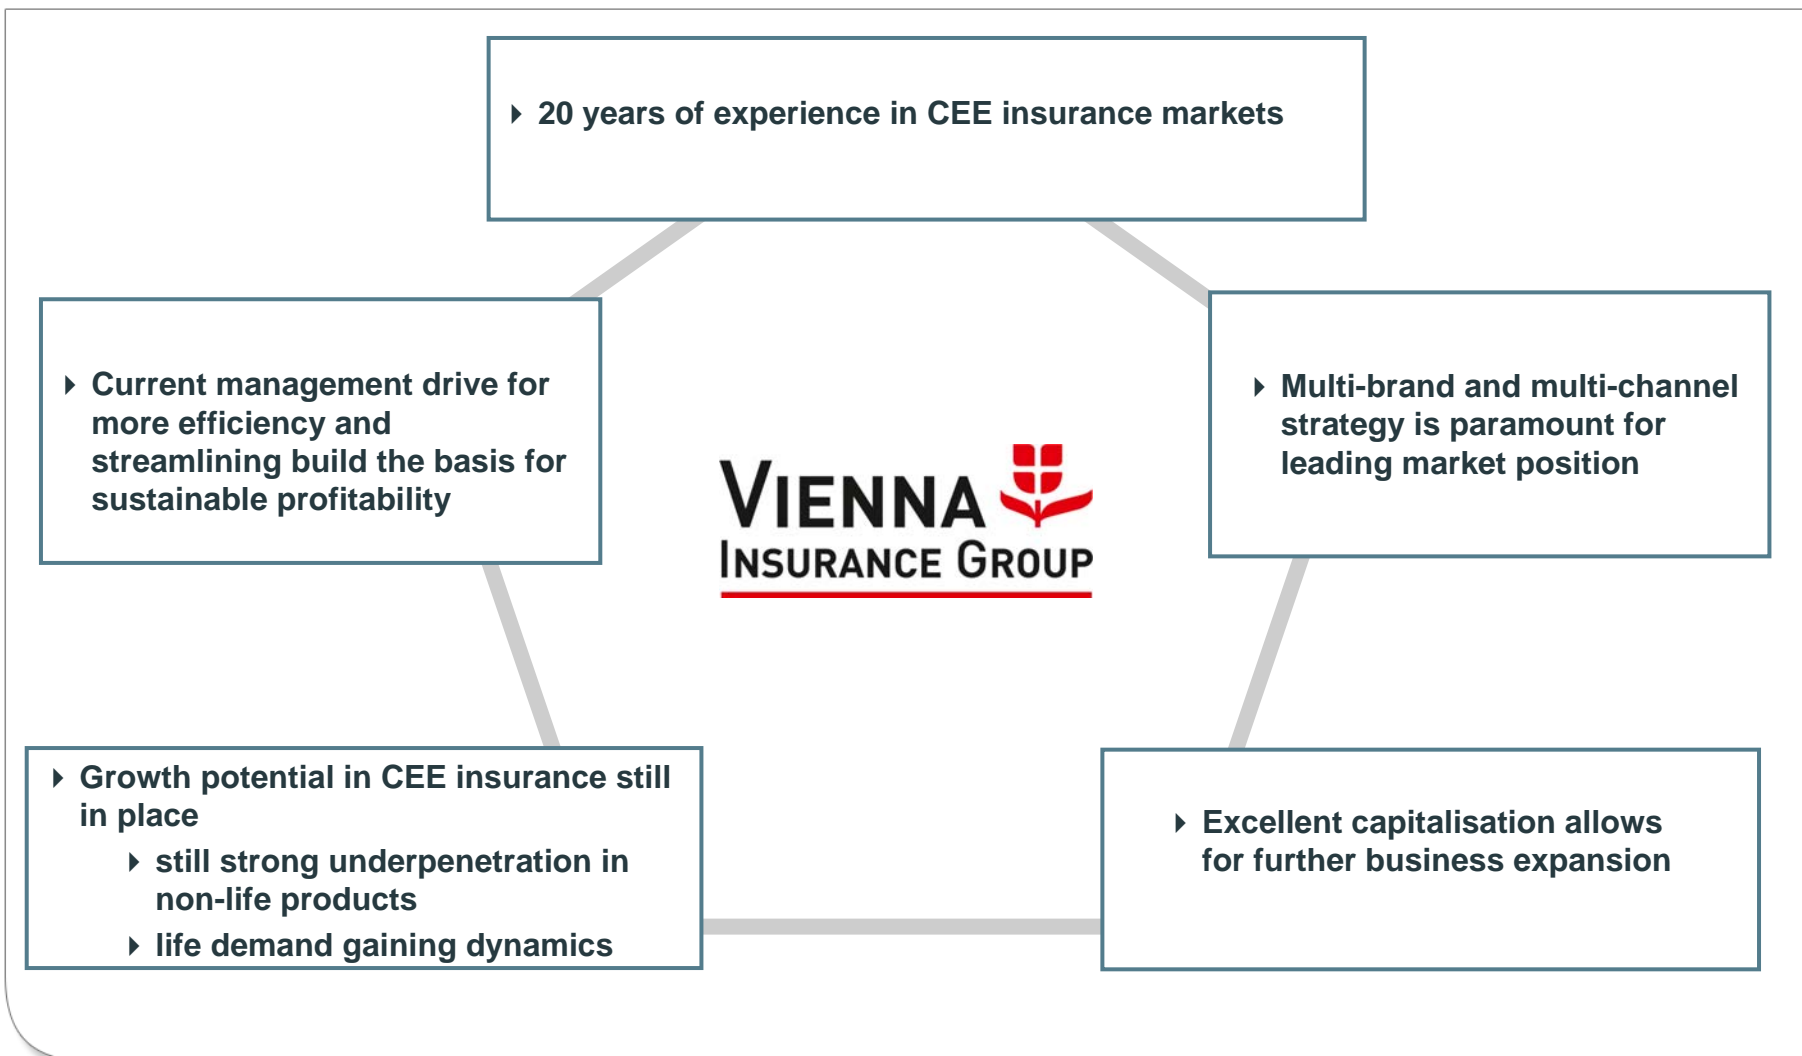 20 years of experience in CEE insurance markets
Current management drive for
more efficiency and
streamlining build the basis for
sustainable profitability
Multi-brand and multi-channel
strategy is paramount for
leading market position
VIENNA
INSURANCE GROUP
Growth potential in CEE insurance still
in place
still strong underpenetration in
non-life products
life demand gaining dynamics
Excellent capitalisation allows
for further business expansion